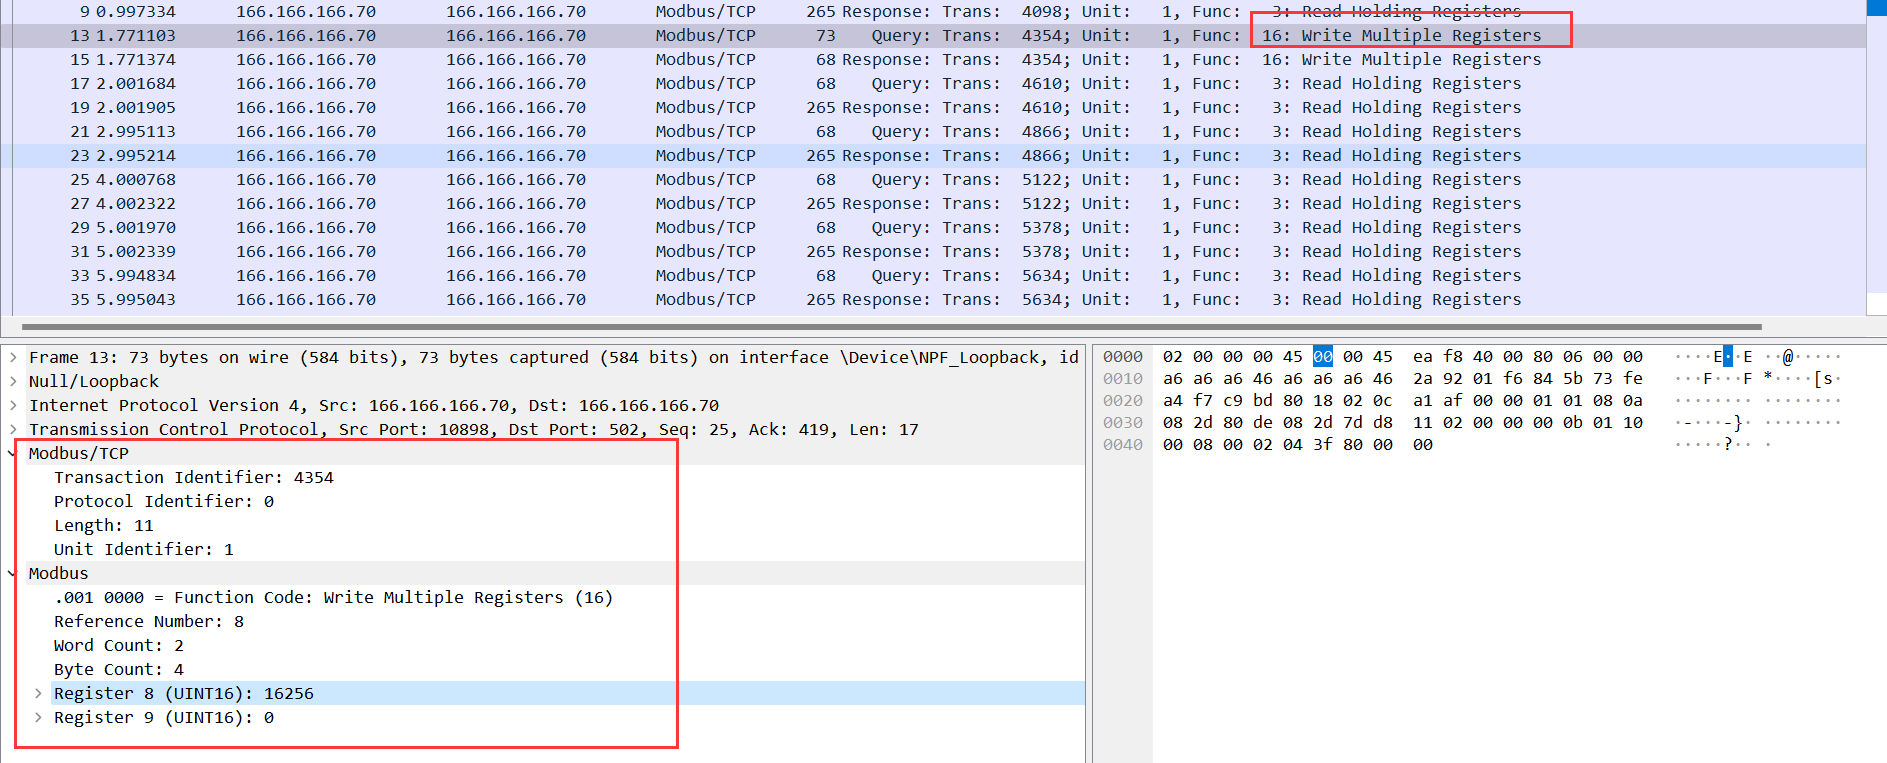 9 0.997334 166.166.166.70 166.166.166.70 Modbus/TCP 265 Response: Trans: 4098; Unit: 1, Func: 3: Read Holding Registers
13 1.771103 166.166.166.70 166.166.166.70 Modbus/TCP 73 Query: Trans: 4354; Unit: 1, Func: 16: Write Multiple Registers
15 1.771374 166.166.166.70 166.166.166.70 Modbus/TCP 68 Response: Trans: 4354; Unit: 1, Func: 16: Write Multiple Registers
17 2.001684 166.166.166.70 166.166.166.70 Modbus/TCP 68 Query: Trans: 4610; Unit: 1, Func: 3: Read Holding Registers
19 2.001905 166.166.166.70 166.166.166.70 Modbus/TCP 265 Response: Trans: 4610; Unit: 1, Func: 3: Read Holding Registers
21 2.995113 166.166.166.70 166.166.166.70 Modbus/TCP 68 Query: Trans: 4866; Unit: 1, Func: 3: Read Holding Registers
23 2.995214 166.166.166.70 166.166.166.70 Modbus/TCP 265 Response: Trans: 4866; Unit: 1, Func: 3: Read Holding Registers
25 4.000768 166.166.166.70 166.166.166.70 Modbus/TCP 68 Query: Trans: 5122; Unit: 1, Func: 3: Read Holding Registers
27 4.002322 166.166.166.70 166.166.166.70 Modbus/TCP 265 Response: Trans: 5122; Unit: 1, Func: 3: Read Holding Registers
29 5.001970 166.166.166.70 166.166.166.70 Modbus/TCP 68 Query: Trans: 5378; Unit: 1, Func: 3: Read Holding Registers
31 5.002339 166.166.166.70 166.166.166.70 Modbus/TCP 265 Response: Trans: 5378; Unit: 1, Func: 3: Read Holding Registers
33 5.994834 166.166.166.70 166.166.166.70 Modbus/TCP 68 Query: Trans: 5634; Unit: 1, Func: 3: Read Holding Registers
35 5.995043 166.166.166.70 166.166.166.70 Modbus/TCP 265 Response: Trans: 5634; Unit: 1, Func: 3: Read Holding Registers
Frame 13: 73 bytes on wire (584 bits), 73 bytes captured (584 bits) on interface \Device\NPF_Loopback, id
Null/Loopback
Internet Protocol Version 4, Src: 166.166.166.70, Dst: 166.166.166.70
Transmission Control Protocol, Src Port: 10898, Dst Port: 502, Seq: 25, Ack: 419, Len: 17
Modbus/TCP
Transaction Identifier: 4354
Protocol Identifier: 0
Length: 11
Unit Identifier: 1
Modbus
.001 0000 = Function Code: Write Multiple Registers (16)
Reference Number: 8
Word Count: 2
Byte Count: 4
Register 8 (UINT16): 16256
Register 9 (UINT16): 0
0000 02 00 00 00 45 00 00 45 ea f8 40 00 80 06 00 00 ····E·E ··@·····
0010 a6 a6 a6 46 a6 a6 a6 46 2a 92 01 f6 84 5b 73 fe ···F···F *····[s·
0020 a4 f7 c9 bd 80 18 02 0c a1 af 00 00 01 01 08 0a ········ ········
0030 08 2d 80 de 08 2d 7d d8 11 02 00 00 00 0b 01 10 ·-···-}· ········
0040 00 08 00 02 04 3f 80 00 00 ·····?·· ·